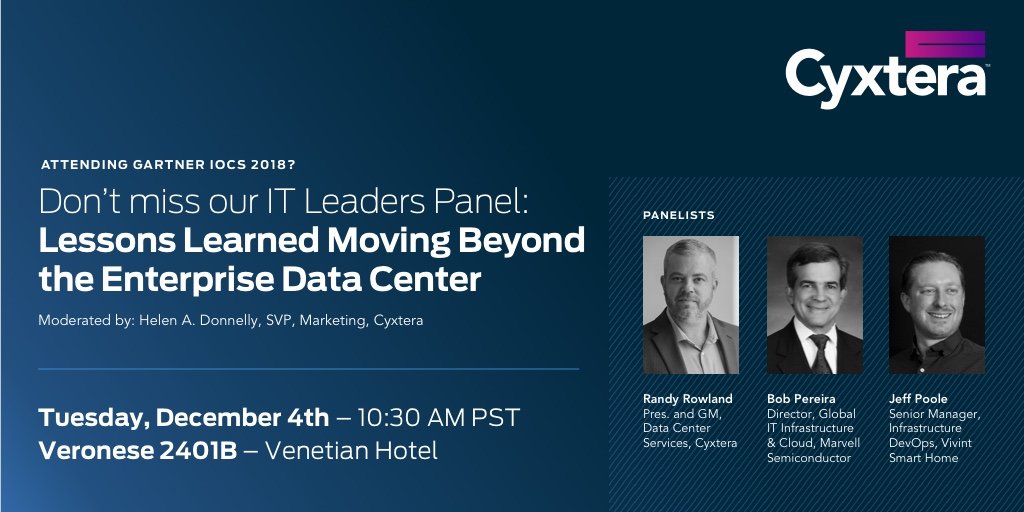 Cyxtera™
ATTENDING GARTNER IOCS 2018?
Don't miss our IT Leaders Panel:
Lessons Learned Moving Beyond
the Enterprise Data Center
Moderated by: Helen A. Donnelly, SVP, Marketing, Cyxtera
Tuesday, December 4th – 10:30 AM PST
Veronese 2401B – Venetian Hotel
PANELISTS
Randy Rowland
Pres. and GM,
Data Center
Services, Cyxtera
Bob Pereira
Director, Global
IT Infrastructure
& Cloud, Marvell
Semiconductor
Jeff Poole
Senior Manager,
Infrastructure
DevOps, Vivint
Smart Home